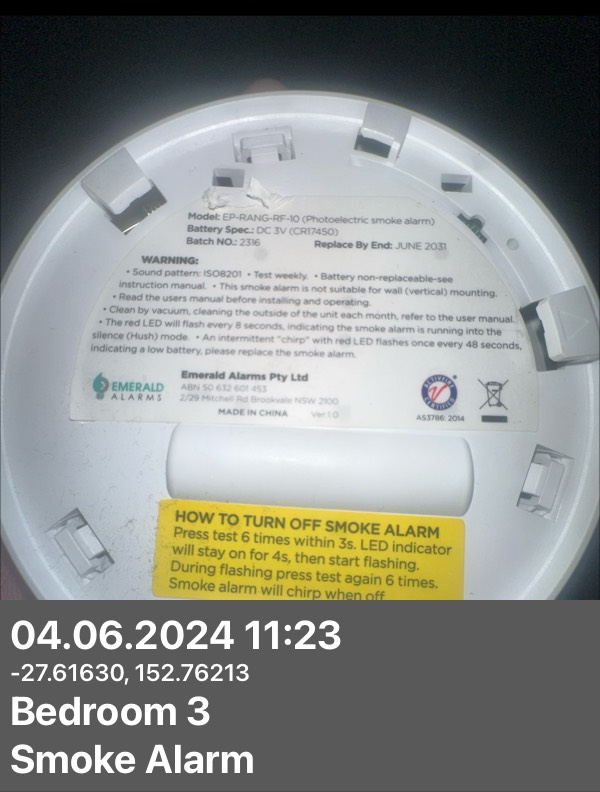 Model: EP-RANG-RF-10 (Photoelectric smoke alarm)
Battery Spec.: DC 3V (CR17450)
Batch NO.: 2316 Replace By End: JUNE 2031
WARNING:
• Sound pattern: ISO8201 • Test weekly. • Battery non-replaceable-see
instruction manual. • This smoke alarm is not suitable for wall (vertical) mounting.
• Read the users manual before installing and operating.
• Clean by vacuum, cleaning the outside of the unit each month, refer to the user manual.
• The red LED will flash every 8 seconds, indicating the smoke alarm is running into the
silence (Hush) mode. • An intermittent "chirp" with red LED flashes once every 48 seconds,
indicating a low battery, please replace the smoke alarm.
EMERALD
ALARMS
Emerald Alarms Pty Ltd
ABN 50 632 601 453
2/29 Mitchell Rd Brookvale NSW 2100
MADE IN CHINA Ver 1.0
ACTIVFIRE
CERTIFIED
AS3786: 2014
HOW TO TURN OFF SMOKE ALARM
Press test 6 times within 3s. LED indicator
will stay on for 4s, then start flashing.
During flashing press test again 6 times.
Smoke alarm will chirp when off
04.06.2024 11:23
-27.61630, 152.76213
Bedroom 3
Smoke Alarm